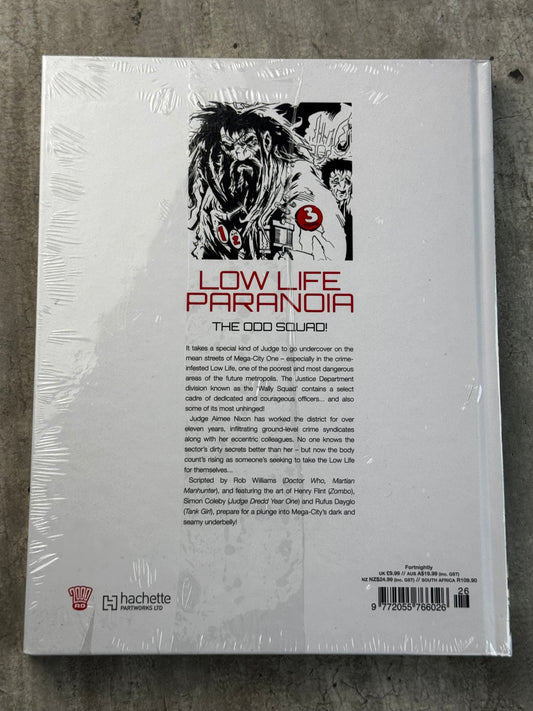 3
LOW LIFE
PARANOIA
THE ODD SQUAD!
It takes a special kind of Judge to go undercover on the
mean streets of Mega-City One – especially in the crime-
infested Low Life, one of the poorest and most dangerous
areas of the future metropolis. The Justice Department
division known as the ‘Wally Squad’ contains a select
cadre of dedicated and courageous officers... and also
some of its most unhinged!
Judge Aimee Nixon has worked the district for over
eleven years, infiltrating ground-level crime syndicates
along with her eccentric colleagues. No one knows the
sector’s dirty secrets better than her – but now the body
count’s rising as someone’s seeking to take the Low Life
for themselves...
Scripted by Rob Williams (Doctor Who, Martian
Manhunter), and featuring the art of Henry Flint (Zombo),
Simon Coleby (Judge Dredd Year One) and Rufus Dayglo
(Tank Girl), prepare for a plunge into Mega-City’s dark and
seamy underbelly!
Fortnightly
UK £9.99 // AUS A$19.99 (inc. GST)
NZ NZ$24.99 (inc. GST) // SOUTH AFRICA R109.90
26
9 772055 766026
2000
AD
hachette
PARTWORKS LTD